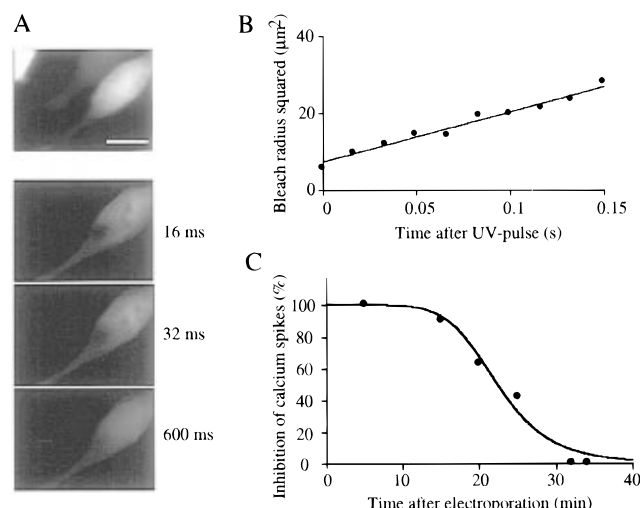 A
16 ms
32 ms
600 ms
B
Bleach radius squared (μm²)
40
20
0
0 0.05 0.1 0.15
Time after UV-pulse (s)
C
Inhibition of calcium spikes (%)
100
80
60
40
20
0
0 10 20 30 40
Time after electroporation (min)